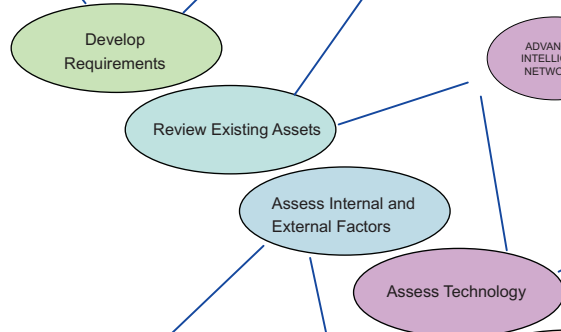 Develop
Requirements
Review Existing Assets
Assess Internal and
External Factors
Assess Technology